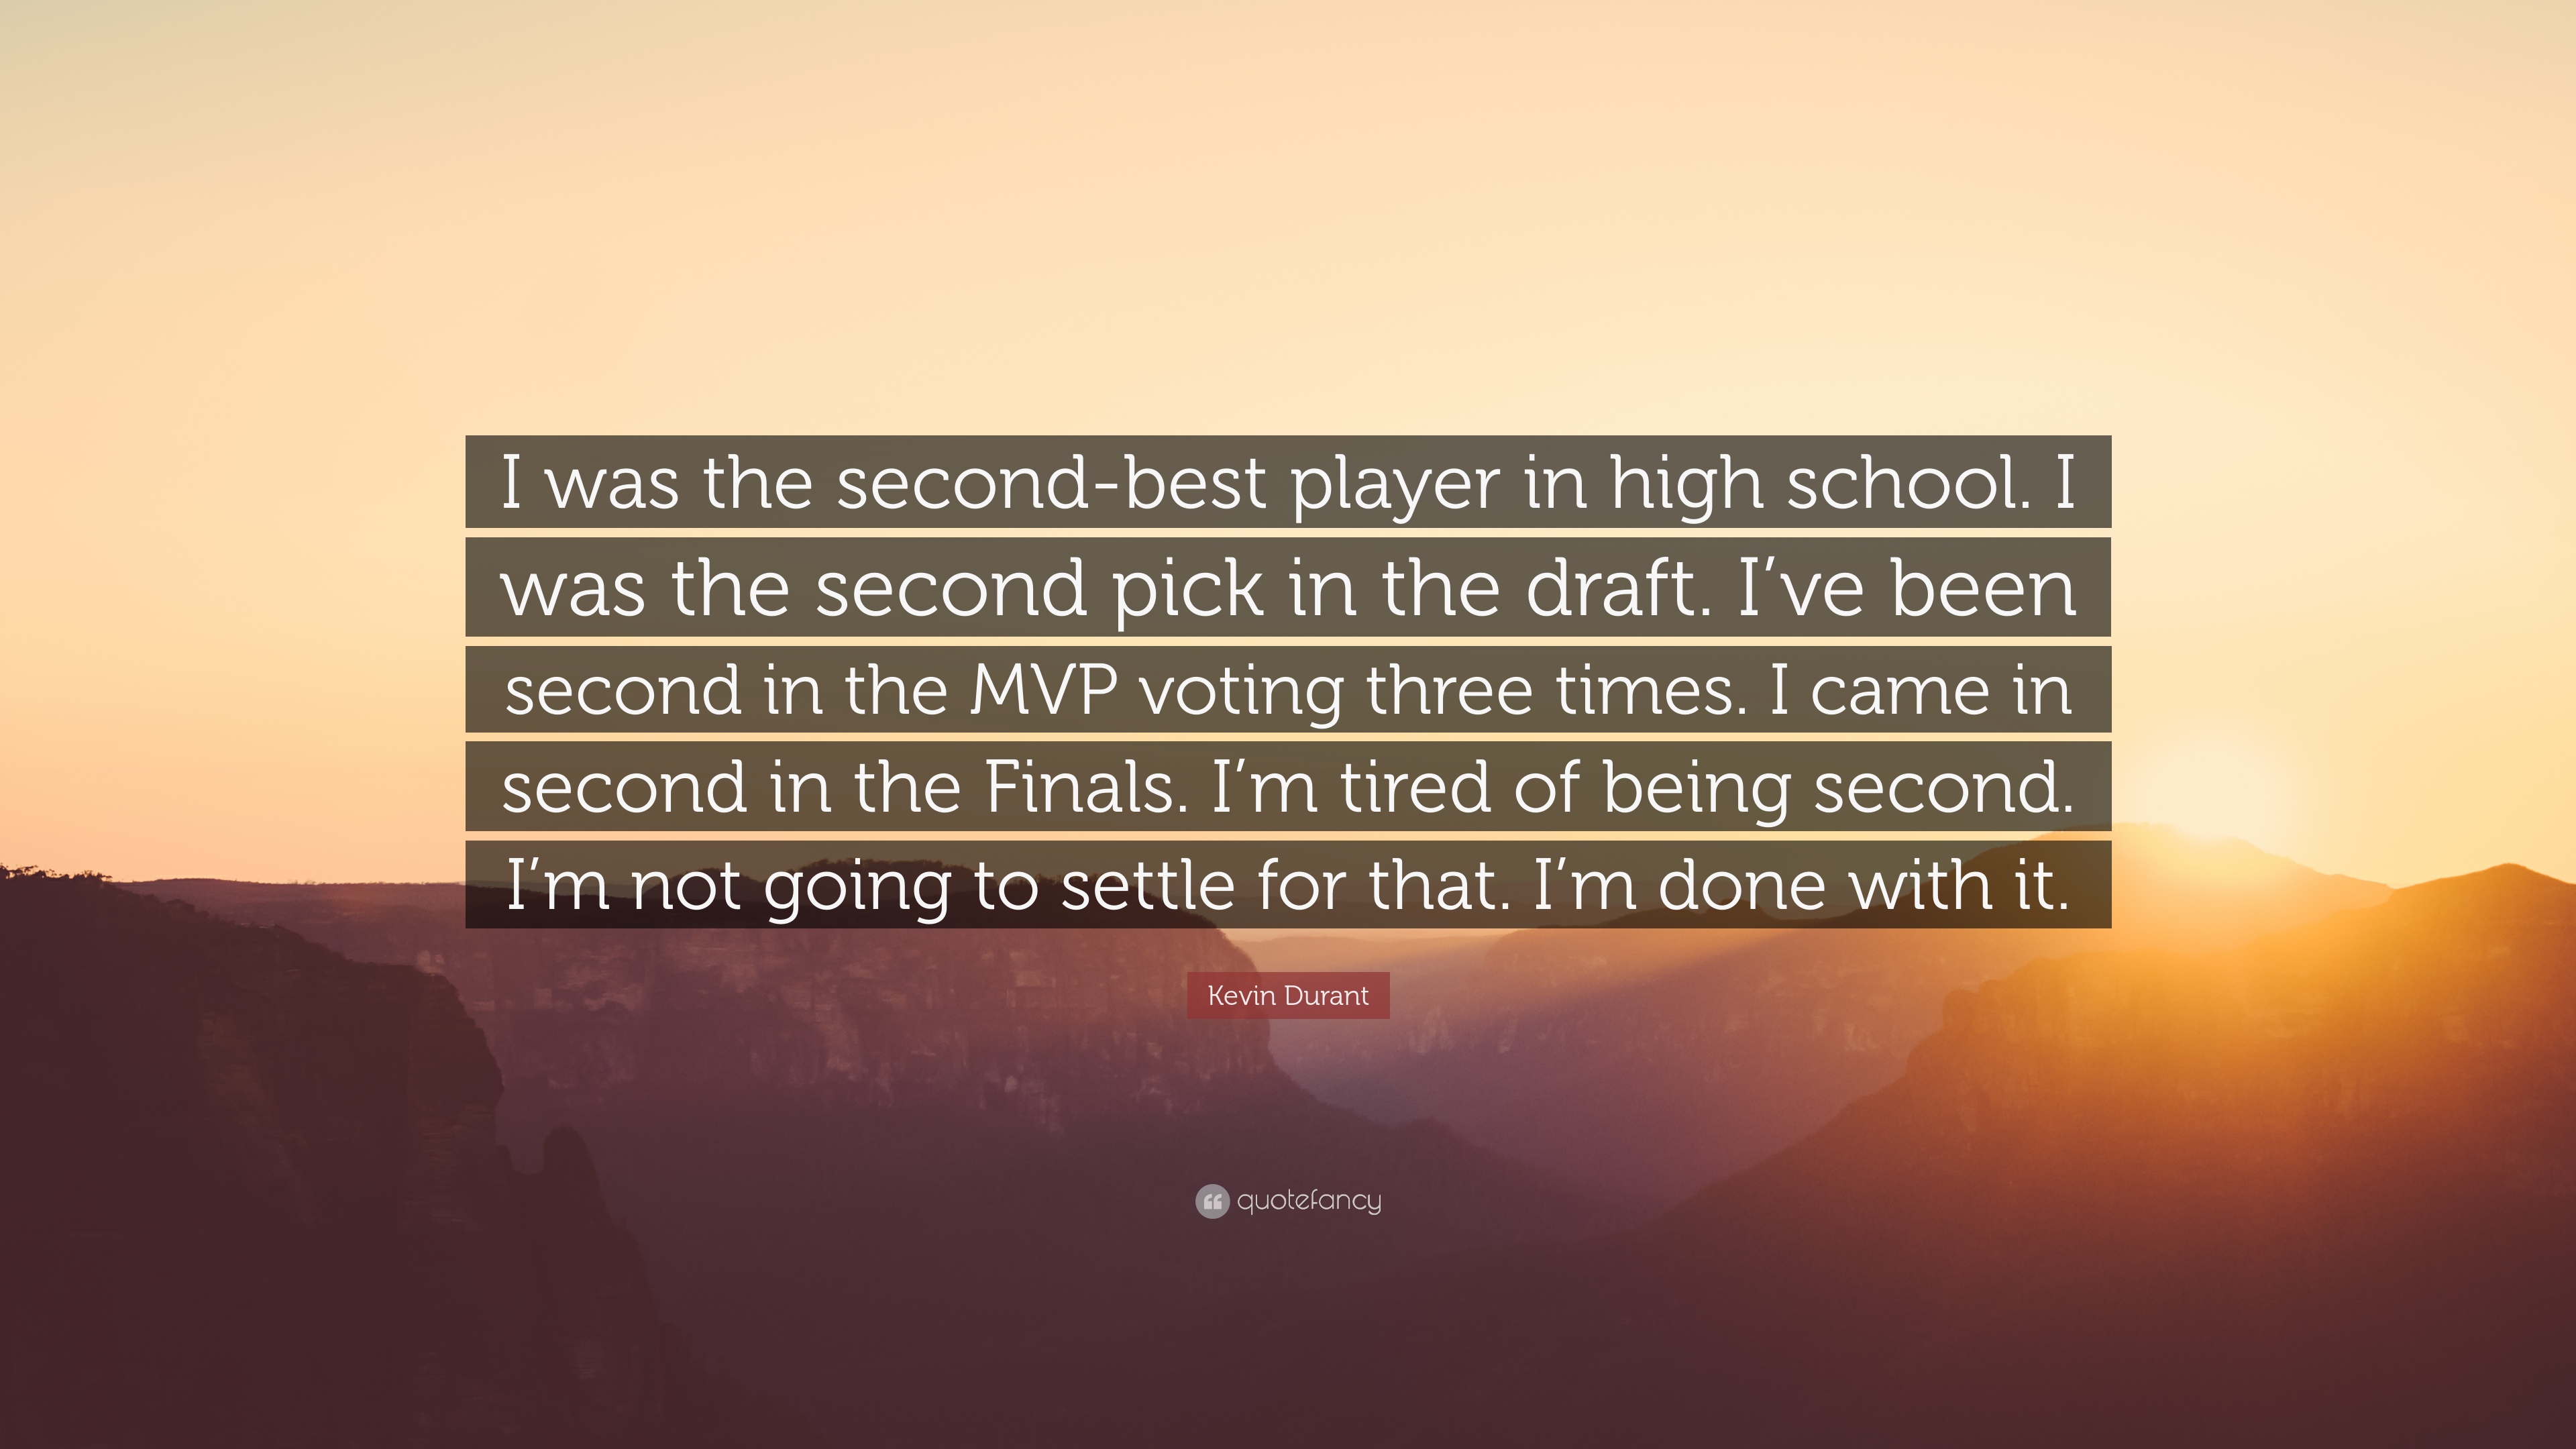 I was the second-best player in high school. I
was the second pick in the draft. I’ve been
second in the MVP voting three times. I came in
second in the Finals. I’m tired of being second.
I’m not going to settle for that. I’m done with it.
Kevin Durant
quotefancy